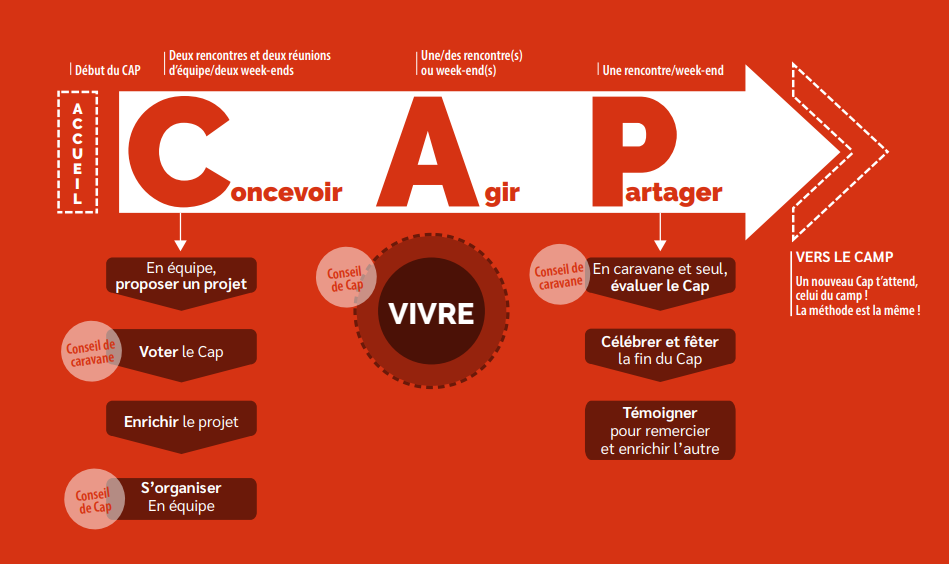 Début du CAP
Deux rencontres et deux réunions
d'équipe/deux week-ends
Une/des rencontre(s)
ou week-end(s)
Une rencontre/week-end
ACCUEIL
Concevoir
Agir
Partager
En équipe,
proposer un projet
Conseil de
caravane
Voter le Cap
Enrichir le projet
Conseil
de Cap
S'organiser
En équipe
Conseil
de Cap
VIVRE
Conseil de
caravane
En caravane et seul,
évaluer le Cap
Célébrer et fêter
la fin du Cap
Témoigner
pour remercier
et enrichir l'autre
VERS LE CAMP
Un nouveau Cap t'attend,
celui du camp !
La méthode est la même !